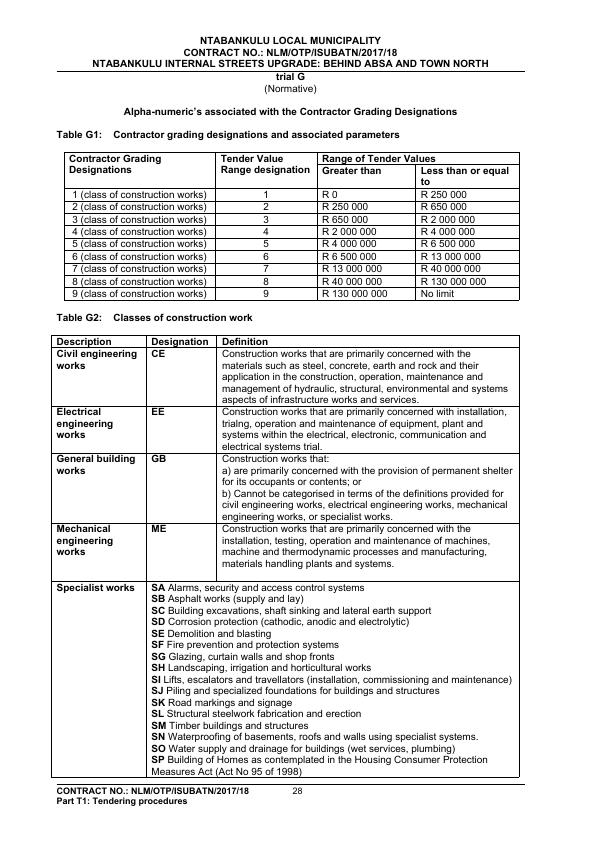 NTABANKULU LOCAL MUNICIPALITY
CONTRACT NO.: NLM/OTP/ISUBATN/2017/18
NTABANKULU INTERNAL STREETS UPGRADE: BEHIND ABSA AND TOWN NORTH
trial G
(Normative)
Alpha-numeric's associated with the Contractor Grading Designations
Table G1: Contractor grading designations and associated parameters
Contractor Grading Designations
Tender Value Range designation
Range of Tender Values
Greater than
Less than or equal to
1 (class of construction works) 1 R 0 R 250 000
2 (class of construction works) 2 R 250 000 R 650 000
3 (class of construction works) 3 R 650 000 R 2 000 000
4 (class of construction works) 4 R 2 000 000 R 4 000 000
5 (class of construction works) 5 R 4 000 000 R 6 500 000
6 (class of construction works) 6 R 6 500 000 R 13 000 000
7 (class of construction works) 7 R 13 000 000 R 40 000 000
8 (class of construction works) 8 R 40 000 000 R 130 000 000
9 (class of construction works) 9 R 130 000 000 No limit
Table G2: Classes of construction work
Description Designation Definition
Civil engineering works
CE
Construction works that are primarily concerned with the
materials such as steel, concrete, earth and rock and their
application in the construction, operation, maintenance and
management of hydraulic, structural, environmental and systems
aspects of infrastructure works and services.
Electrical
engineering
works
EE
Construction works that are primarily concerned with installation,
trialng, operation and maintenance of equipment, plant and
systems within the electrical, electronic, communication and
electrical systems trial.
General building
works
GB
Construction works that:
a) are primarily concerned with the provision of permanent shelter
for its occupants or contents; or
b) Cannot be categorised in terms of the definitions provided for
civil engineering works, electrical engineering works, mechanical
engineering works, or specialist works.
Mechanical
engineering
works
ME
Construction works that are primarily concerned with the
installation, testing, operation and maintenance of machines,
machine and thermodynamic processes and manufacturing,
materials handling plants and systems.
Specialist works
SA Alarms, security and access control systems
SB Asphalt works (supply and lay)
SC Building excavations, shaft sinking and lateral earth support
SD Corrosion protection (cathodic, anodic and electrolytic)
SE Demolition and blasting
SF Fire prevention and protection systems
SG Glazing, curtain walls and shop fronts
SH Landscaping, irrigation and horticultural works
SI Lifts, escalators and travellators (installation, commissioning and maintenance)
SJ Piling and specialized foundations for buildings and structures
SK Road markings and signage
SL Structural steelwork fabrication and erection
SM Timber buildings and structures
SN Waterproofing of basements, roofs and walls using specialist systems.
SO Water supply and drainage for buildings (wet services, plumbing)
SP Building of Homes as contemplated in the Housing Consumer Protection
Measures Act (Act No 95 of 1998)
CONTRACT NO.: NLM/OTP/ISUBATN/2017/18 28
Part T1: Tendering procedures